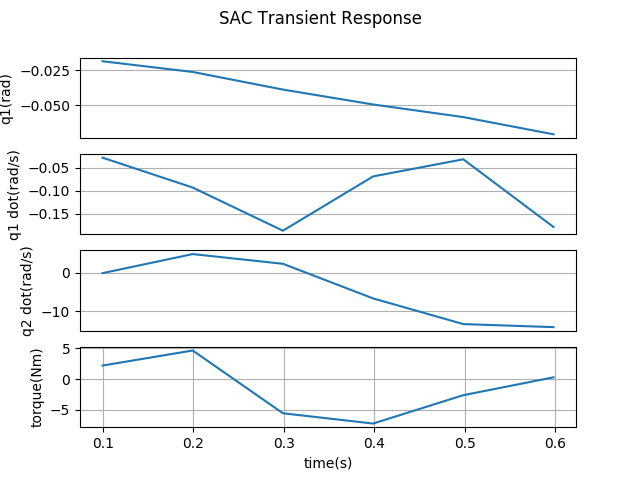 SAC Transient Response
−0.025
−0.050
q1(rad)
−0.05
−0.10
−0.15
q1 dot(rad/s)
0
−10
q2 dot(rad/s)
5
0
−5
torque(Nm)
0.1 0.2 0.3 0.4 0.5 0.6
time(s)